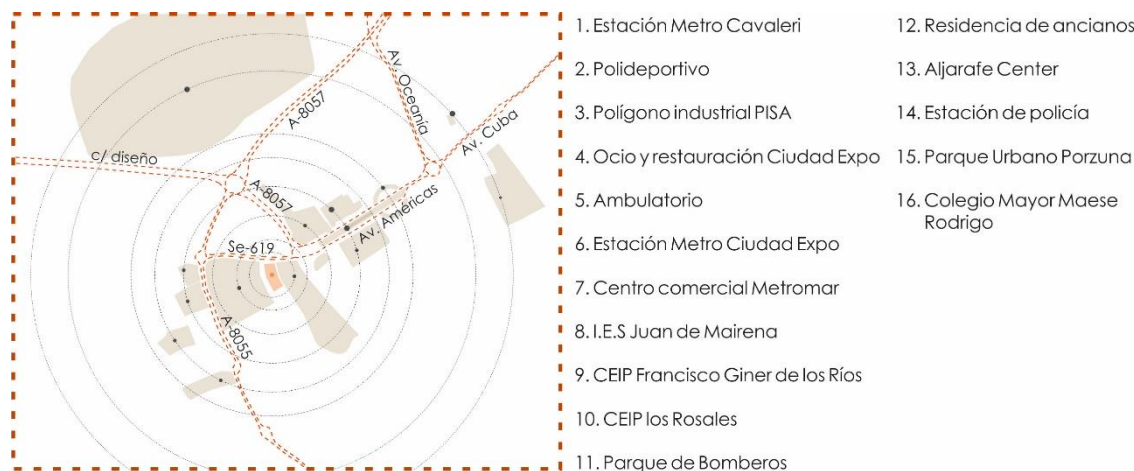 A-8057
Av. Oceanía
Av. Cuba
c/ diseño
A-8057
Av. Américas
Se-619
A-8055
1. Estación Metro Cavaleri
2. Polideportivo
3. Polígono industrial PISA
4. Ocio y restauración Ciudad Expo
5. Ambulatorio
6. Estación Metro Ciudad Expo
7. Centro comercial Metromar
8. I.E.S Juan de Mairena
9. CEIP Francisco Giner de los Ríos
10. CEIP los Rosales
11. Parque de Bomberos
12. Residencia de ancianos
13. Aljarafe Center
14. Estación de policía
15. Parque Urbano Porzuna
16. Colegio Mayor Maese
Rodrigo